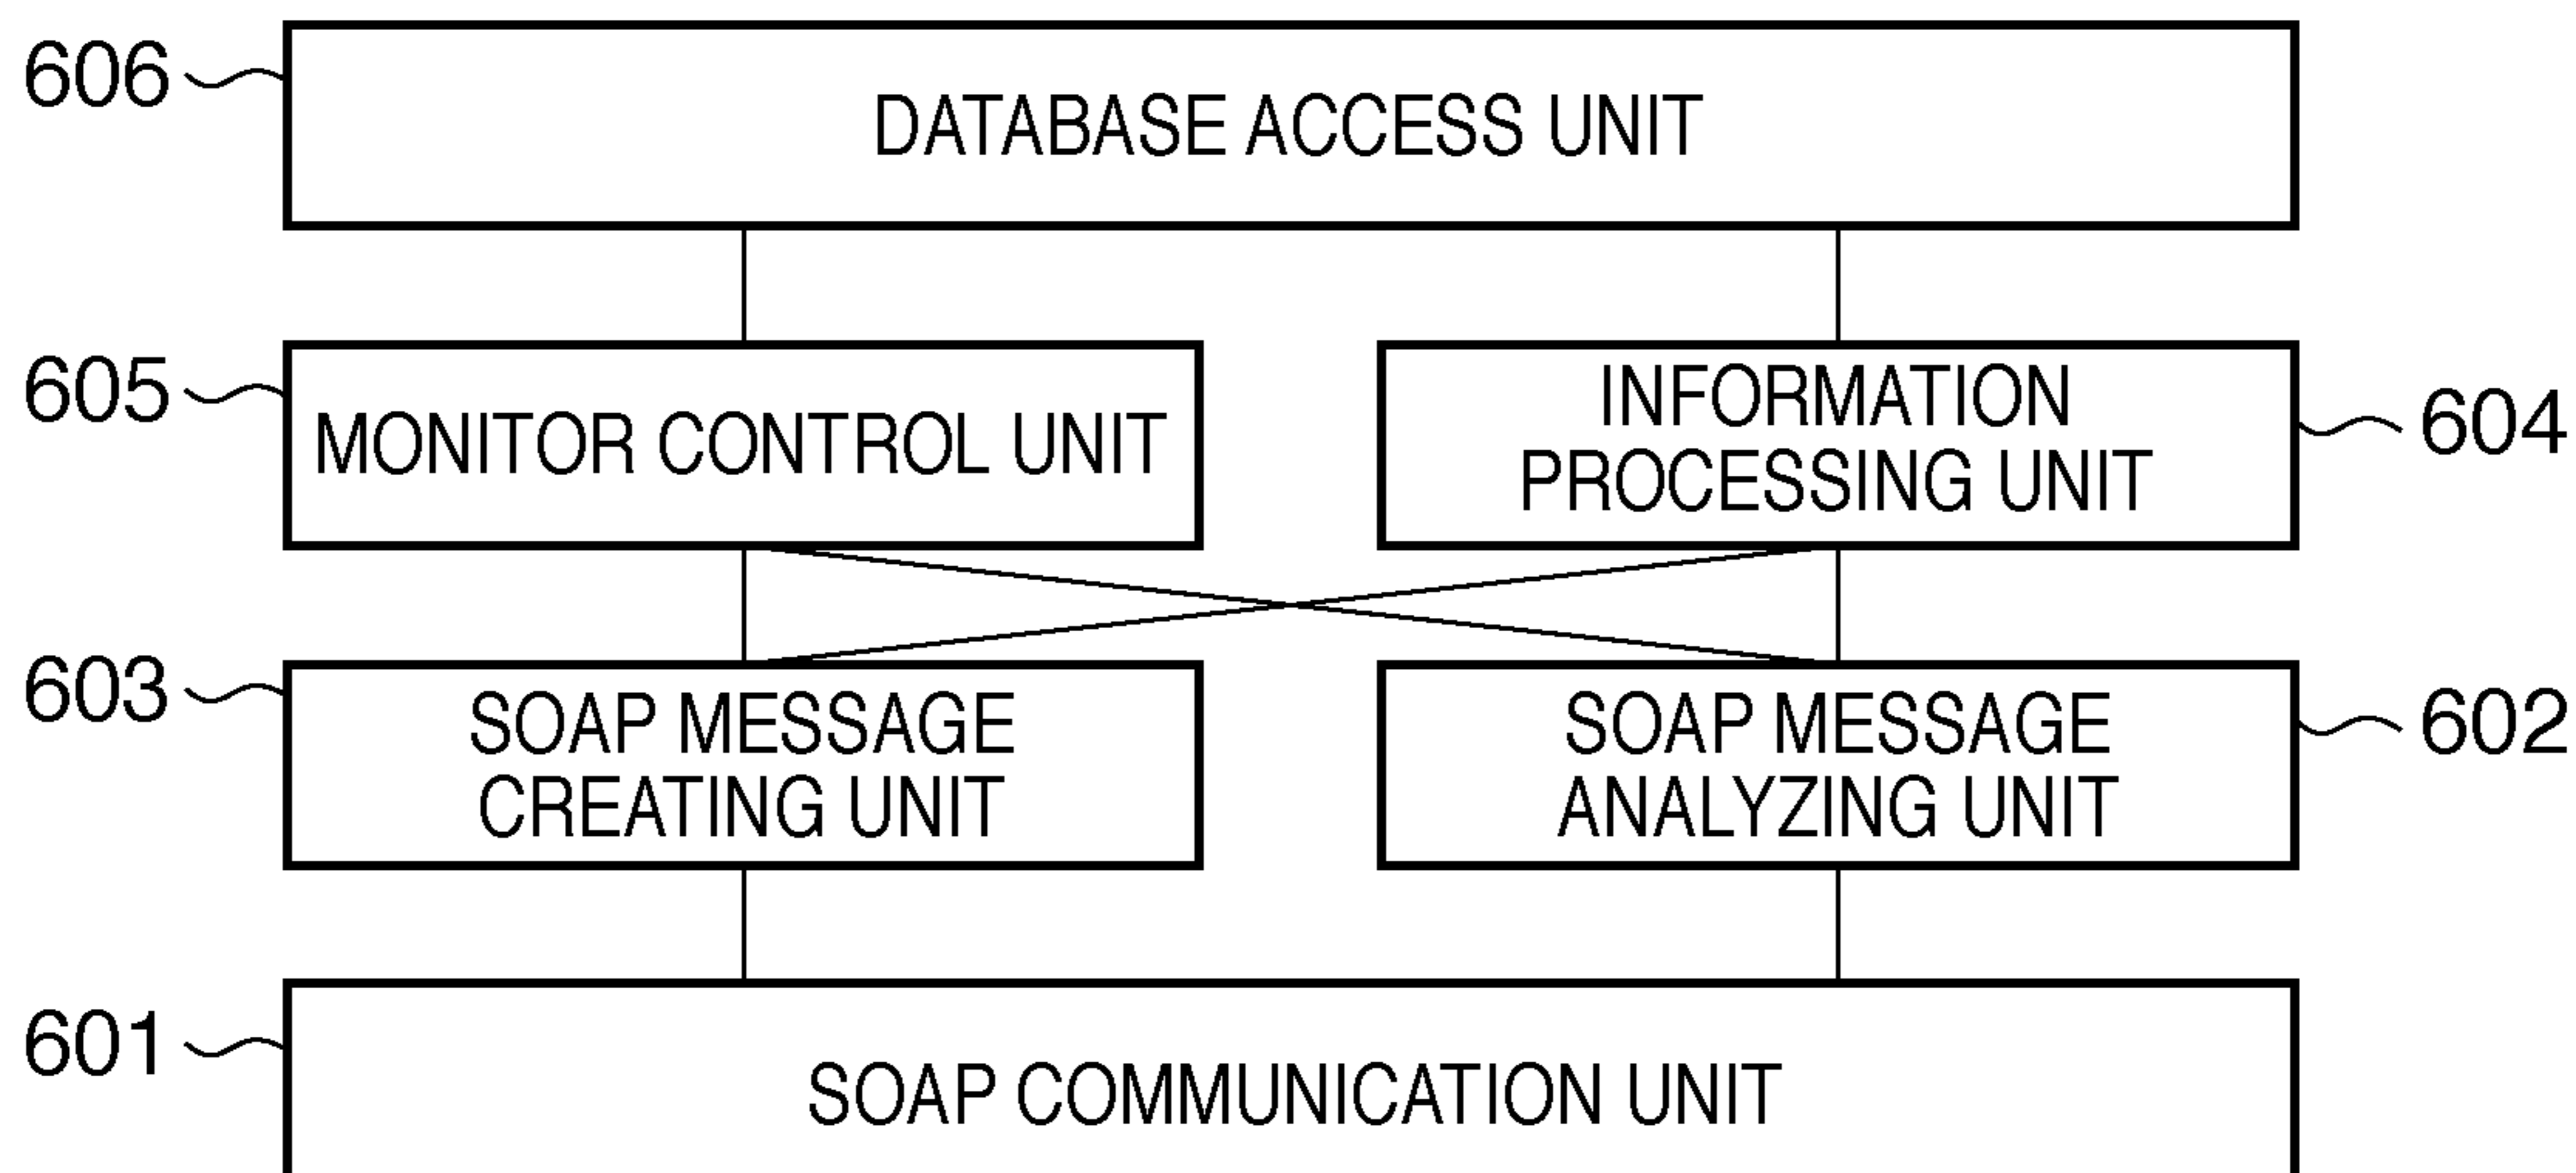 606
DATABASE ACCESS UNIT
605
MONITOR CONTROL UNIT
INFORMATION
PROCESSING UNIT
604
603
SOAP MESSAGE
CREATING UNIT
SOAP MESSAGE
ANALYZING UNIT
602
601
SOAP COMMUNICATION UNIT